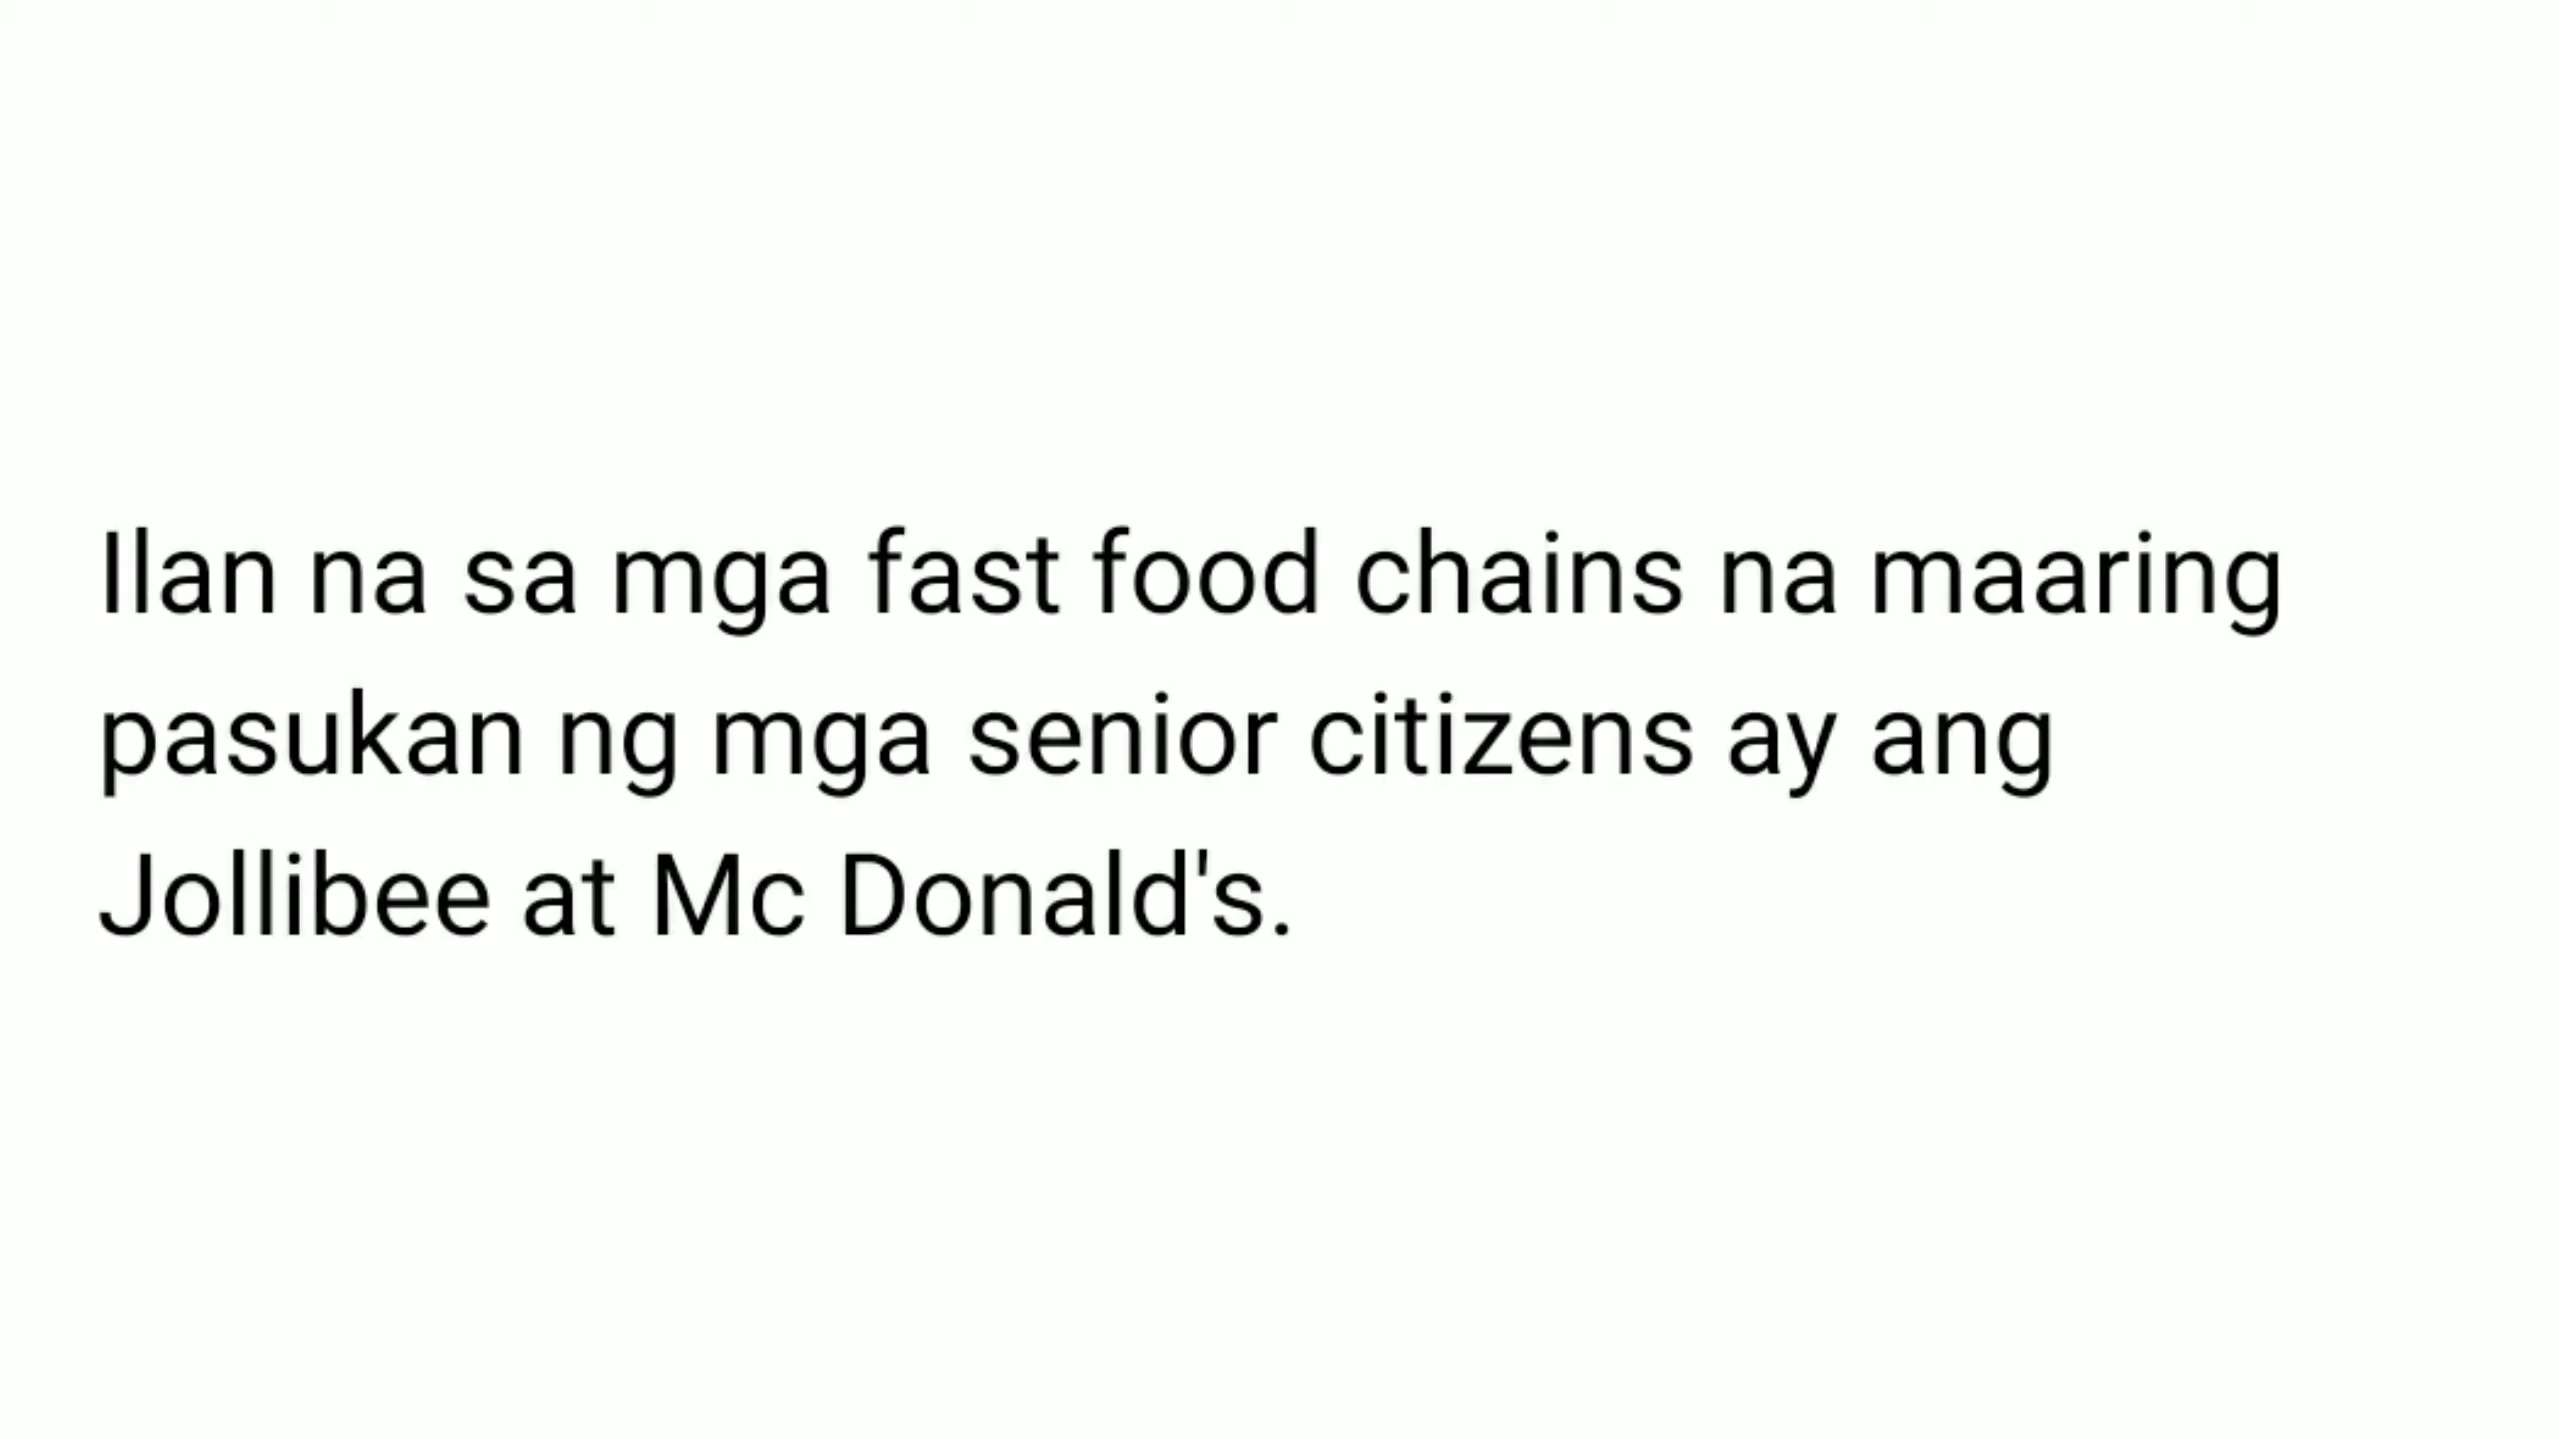 Ilan na sa mga fast food chains na maaring
pasukan ng mga senior citizens ay ang
Jollibee at Mc Donald's.